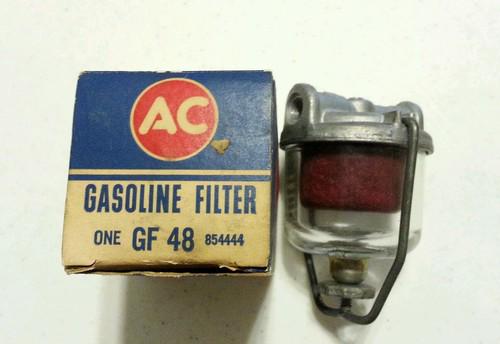 AC
GASOLINE FILTER
ONE GF 48 854444